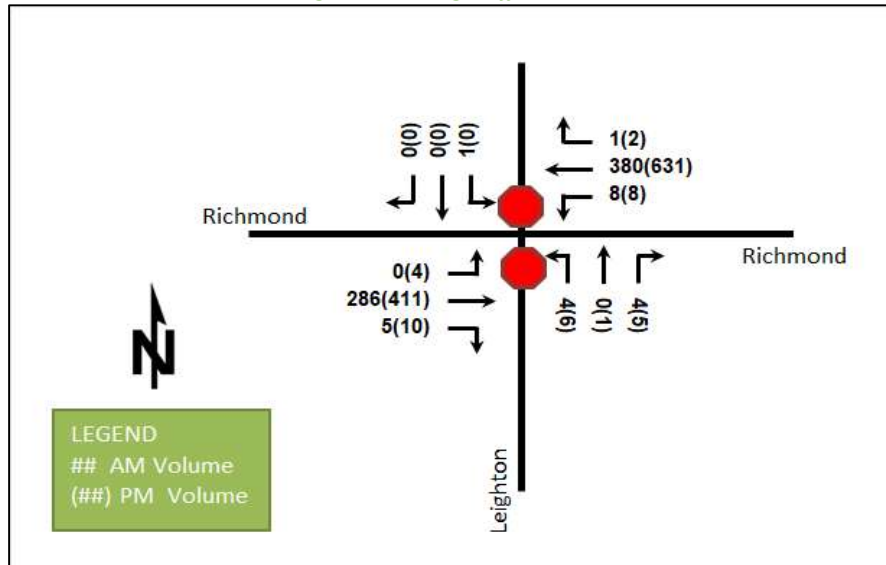 0(0)
0(0)
1(0)
1(2)
380(631)
8(8)
Richmond
Richmond
0(4)
286(411)
5(10)
4(6)
0(1)
4(5)
N
LEGEND
## AM Volume
(##) PM Volume
Leighton